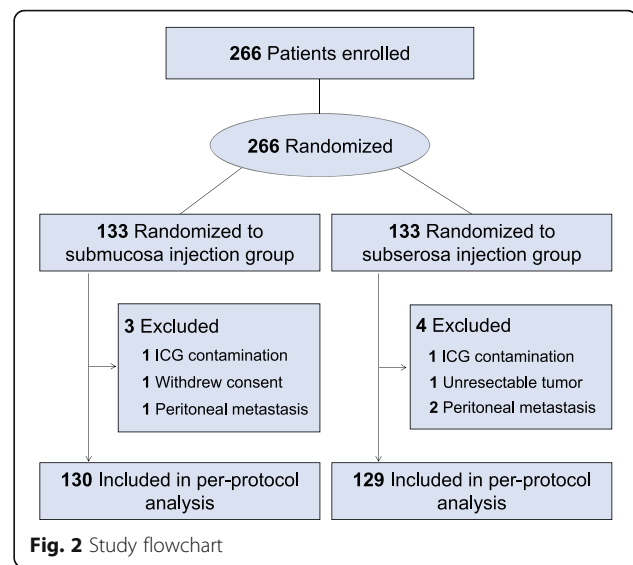 266 Patients enrolled
266 Randomized
133 Randomized to
submucosa injection group
133 Randomized to
subserosa injection group
3 Excluded
1 ICG contamination
1 Withdrew consent
1 Peritoneal metastasis
4 Excluded
1 ICG contamination
1 Unresectable tumor
2 Peritoneal metastasis
130 Included in per-protocol
analysis
129 Included in per-protocol
analysis
Fig. 2 Study flowchart